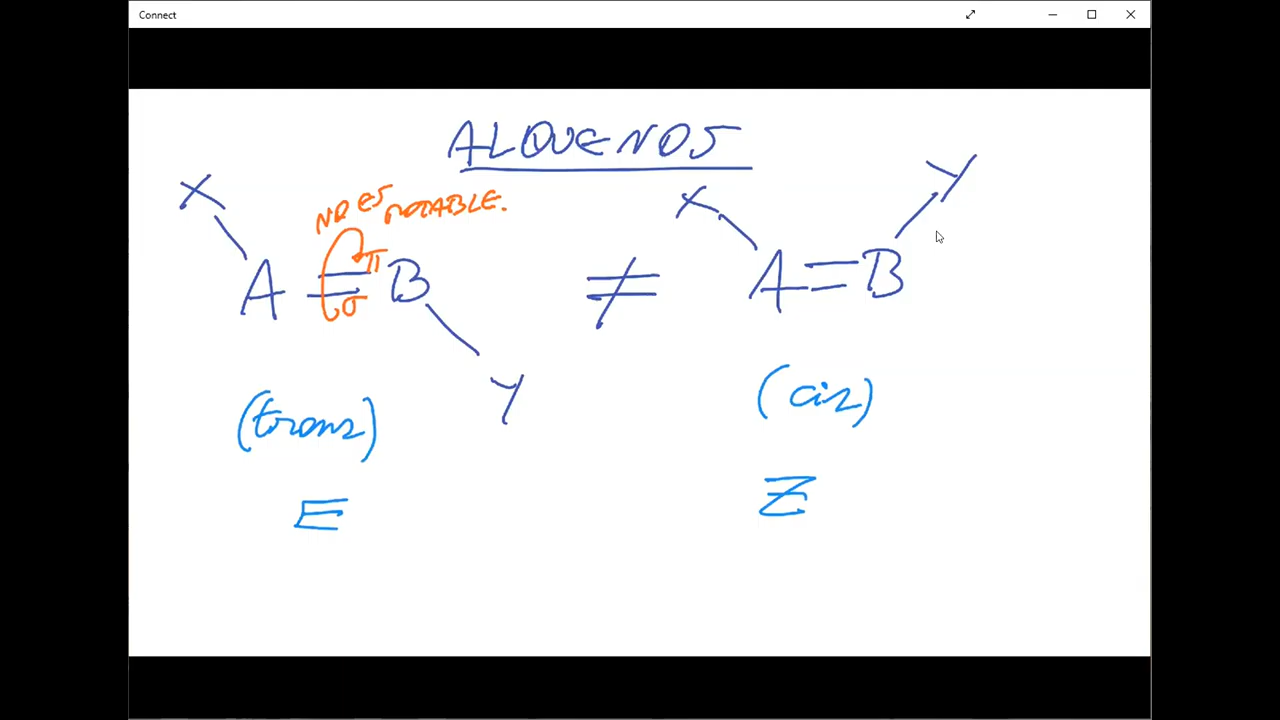 Connect
ALQUENOS
X
NO ES
ROTABLE.
X
Y
A = B
π
σ
≠
A = B
Y
(trans)
(cis)
E
Z